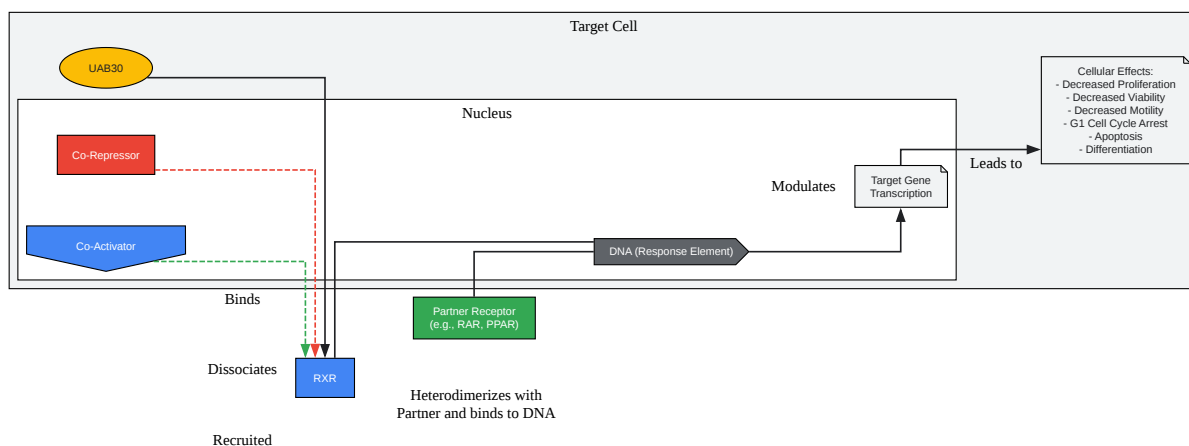 Target Cell
UAB30
Cellular Effects:
- Decreased Proliferation
- Decreased Viability
- Decreased Motility
- G1 Cell Cycle Arrest
- Apoptosis
- Differentiation
Nucleus
Co-Repressor
Leads to
Target Gene
Transcription
Modulates
Co-Activator
DNA (Response Element)
Binds
Partner Receptor
(e.g., RAR, PPAR)
Dissociates
RXR
Heterodimerizes with
Partner and binds to DNA
Recruited